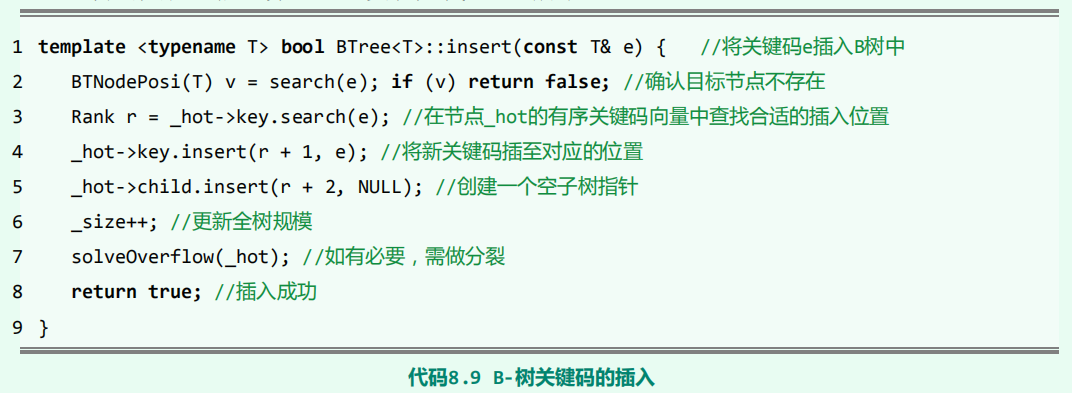 1 template <typename T> bool BTree<T>::insert(const T& e) { //将关键码e插入B树中
2 BTNodePosi(T) v = search(e); if (v) return false; //确认目标节点不存在
3 Rank r = _hot->key.search(e); //在节点_hot的有序关键码向量中查找合适的插入位置
4 _hot->key.insert(r + 1, e); //将新关键码插至对应的位置
5 _hot->child.insert(r + 2, NULL); //创建一个空子树指针
6 _size++; //更新全树规模
7 solveOverflow(_hot); //如有必要，需做分裂
8 return true; //插入成功
9 }
代码8.9 B-树关键码的插入